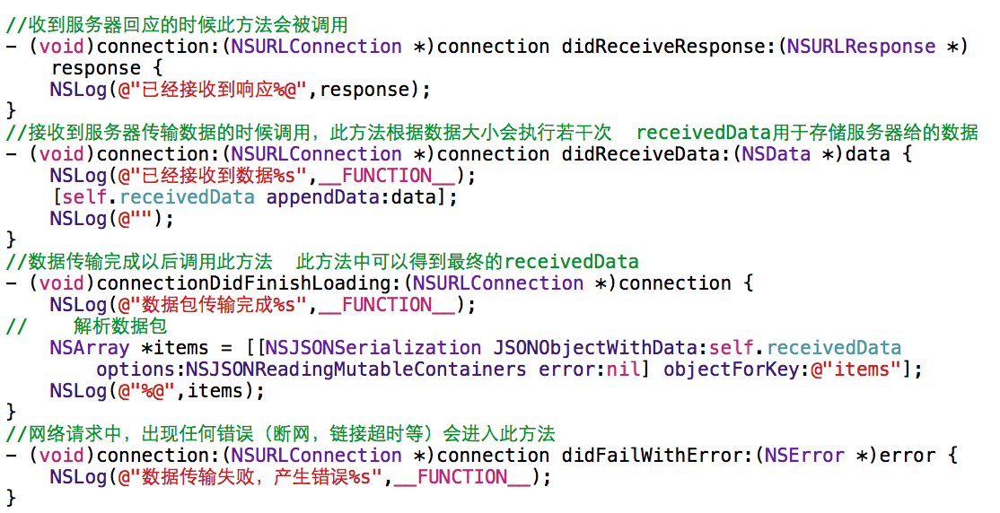 //收到服务器回应的时候此方法会被调用
- (void)connection:(NSURLConnection *)connection didReceiveResponse:(NSURLResponse *)
response {
NSLog(@"已经接收到响应%@",response);
}
//接收到服务器传输数据的时候调用，此方法根据数据大小会执行若干次  receivedData用于存储服务器给的数据
- (void)connection:(NSURLConnection *)connection didReceiveData:(NSData *)data {
NSLog(@"已经接收到数据%s",__FUNCTION__);
[self.receivedData appendData:data];
NSLog(@"");
}
//数据传输完成以后调用此方法  此方法中可以得到最终的receivedData
- (void)connectionDidFinishLoading:(NSURLConnection *)connection {
NSLog(@"数据包传输完成%s",__FUNCTION__);
//   解析数据包
NSArray *items = [[NSJSONSerialization JSONObjectWithData:self.receivedData
options:NSJSONReadingMutableContainers error:nil] objectForKey:@"items"];
NSLog(@"%@",items);
}
//网络请求中，出现任何错误（断网，链接超时等）会进入此方法
- (void)connection:(NSURLConnection *)connection didFailWithError:(NSError *)error {
NSLog(@"数据传输失败，产生错误%s",__FUNCTION__);
}